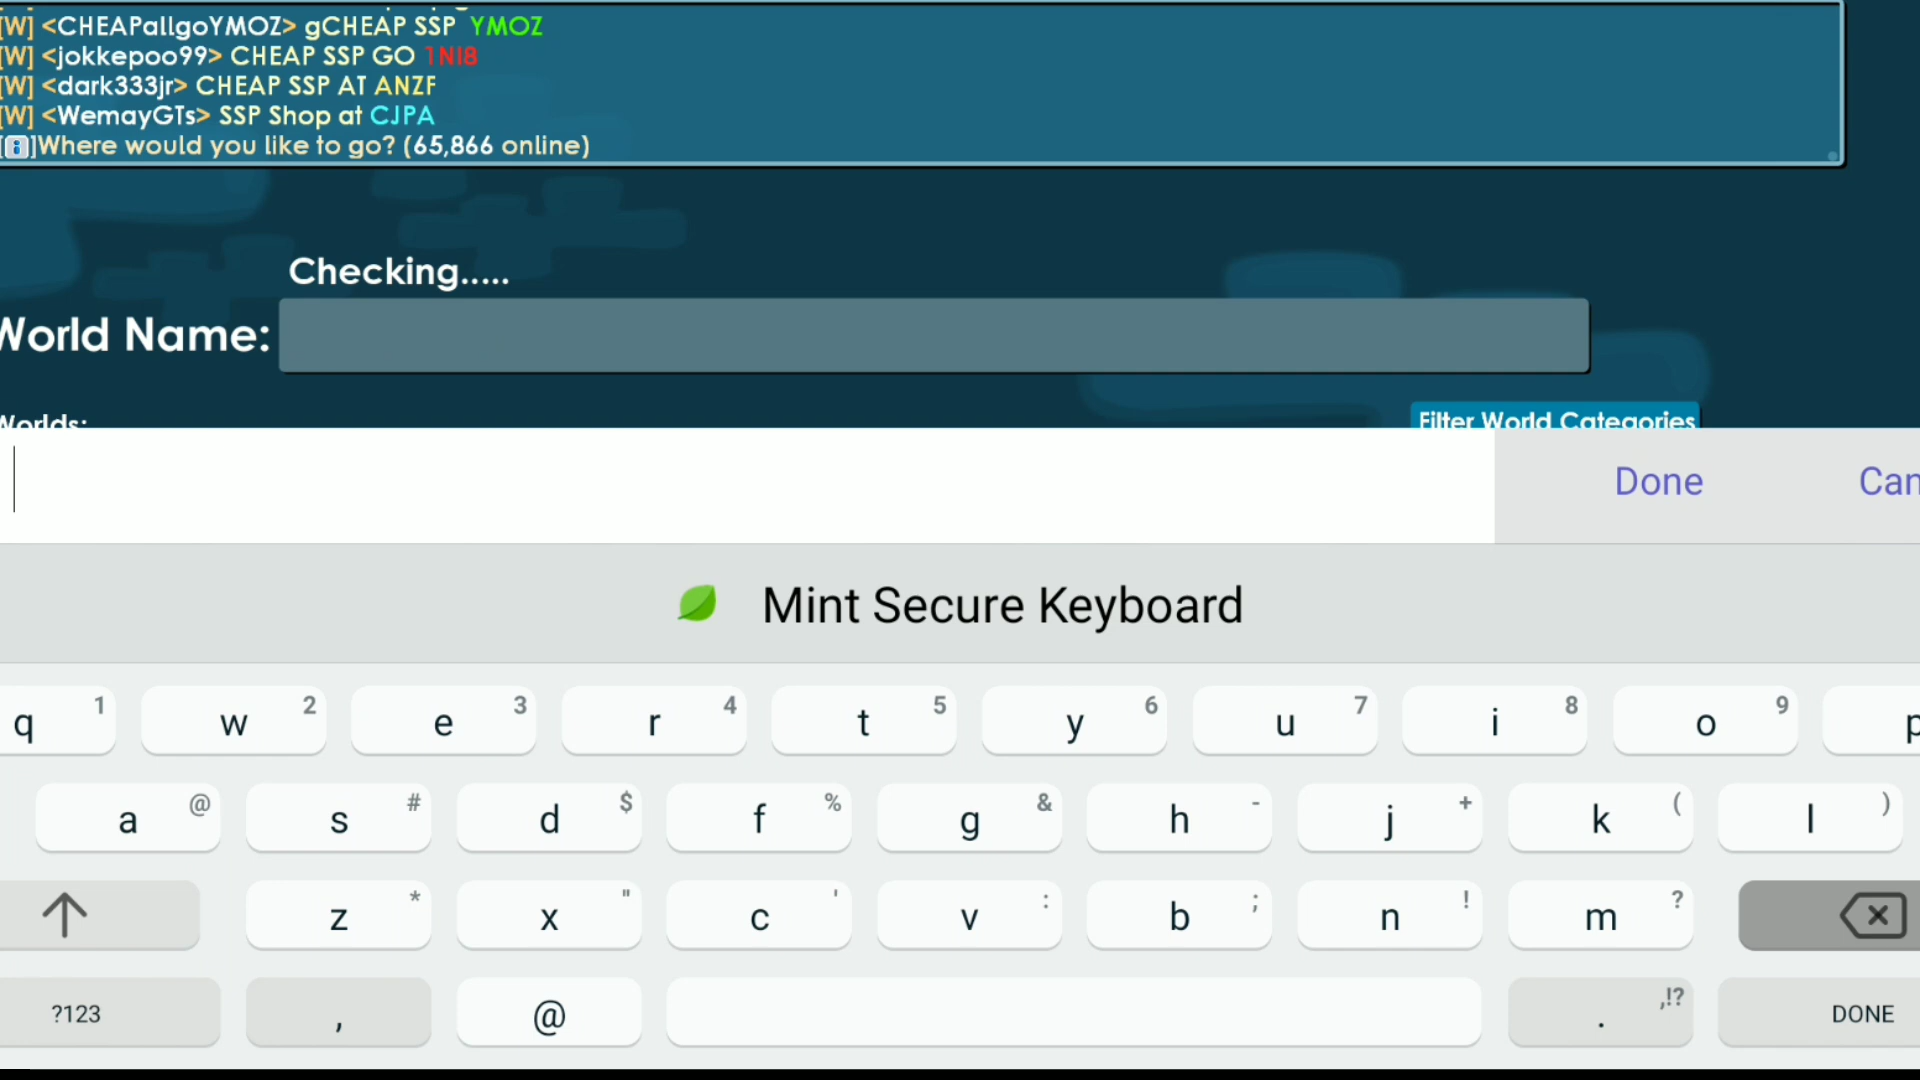 [W] <CHEAPallgoYMOZ> gCHEAP SSP YMOZ
[W] <jokkepoo99> CHEAP SSP GO 1NI8
[W] <dark333jr> CHEAP SSP AT ANZF
[W] <WemayGTs> SSP Shop at CJPA
[i]Where would you like to go? (65,866 online)
Checking.....
World Name:
Worlds:
Filter World Categories
Done Can
Mint Secure Keyboard
q 1 w 2 e 3 r 4 t 5 y 6 u 7 i 8 o 9 p
a @ s # d $ f % g & h - j + k ( l )
z * x " c ' v : b ; n ! m ?
?123 , @ . ,!? DONE